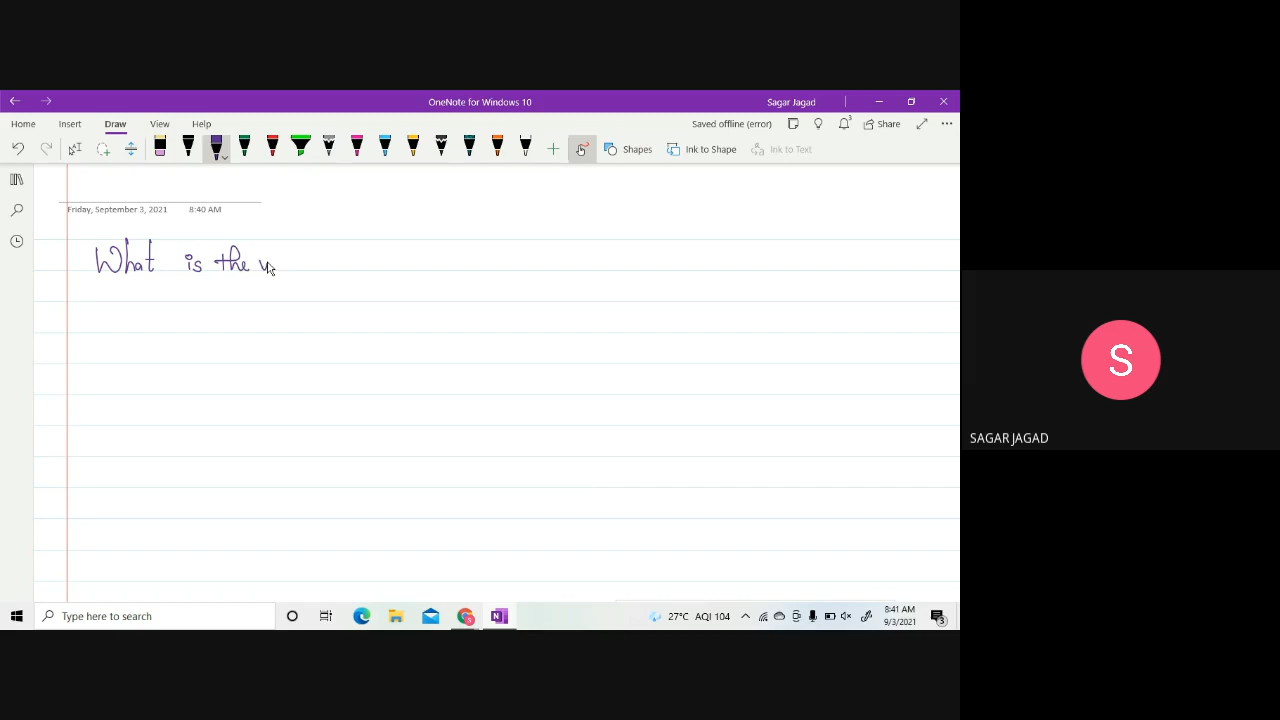 OneNote for Windows 10
Sagar Jagad
Home Insert Draw View Help
Saved offline (error)
3
Share
Shapes
Ink to Shape
Ink to Text
Friday, September 3, 2021 8:40 AM
What is the
S
SAGAR JAGAD
Type here to search
27°C AQI 104
8:41 AM
9/3/2021
3